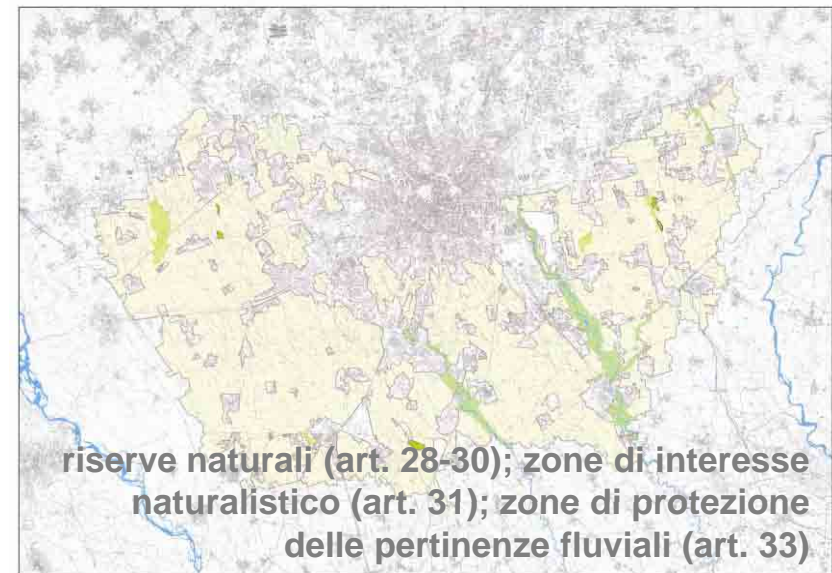 riserve naturali (art. 28-30); zone di interesse
naturalistico (art. 31); zone di protezione
delle pertinenze fluviali (art. 33)